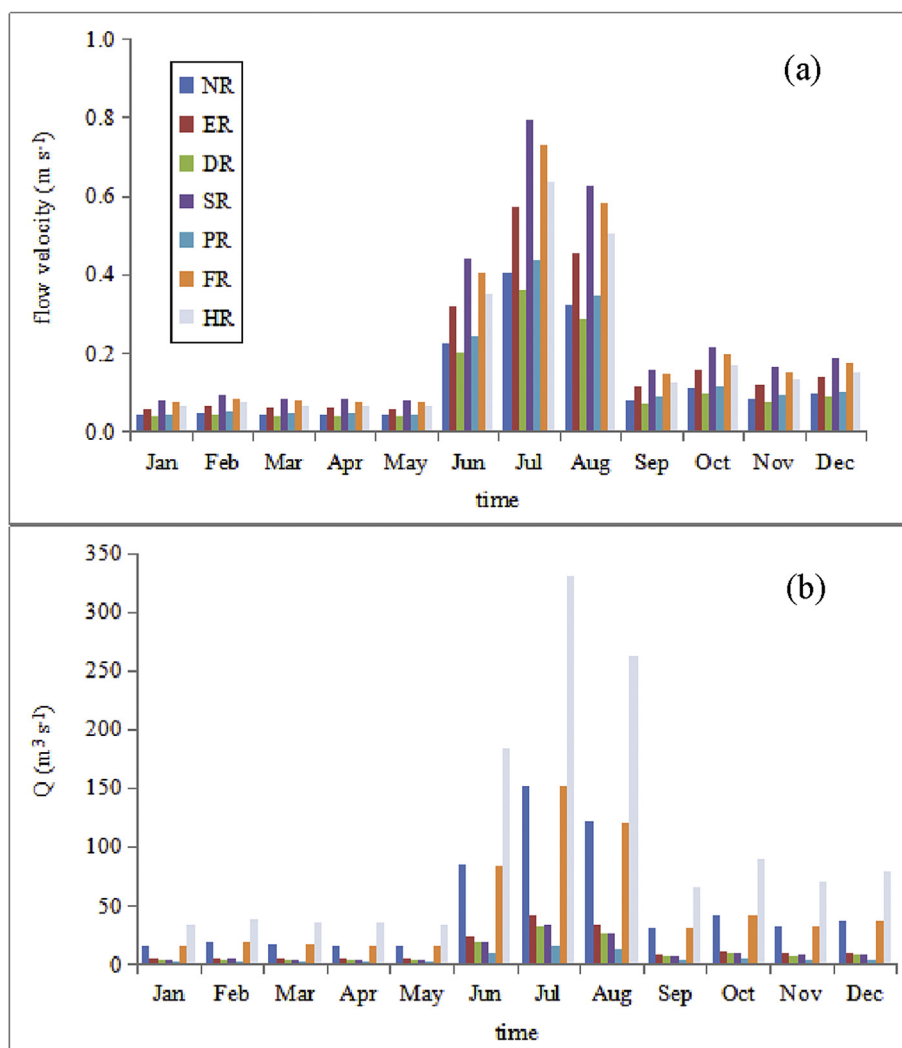 (a)
flow velocity (m s-1)
1.0
0.8
0.6
0.4
0.2
0.0
NR
ER
DR
SR
PR
FR
HR
Jan Feb Mar Apr May Jun Jul Aug Sep Oct Nov Dec
time
(b)
Q (m3 s-1)
350
300
250
200
150
100
50
0
Jan Feb Mar Apr May Jun Jul Aug Sep Oct Nov Dec
time